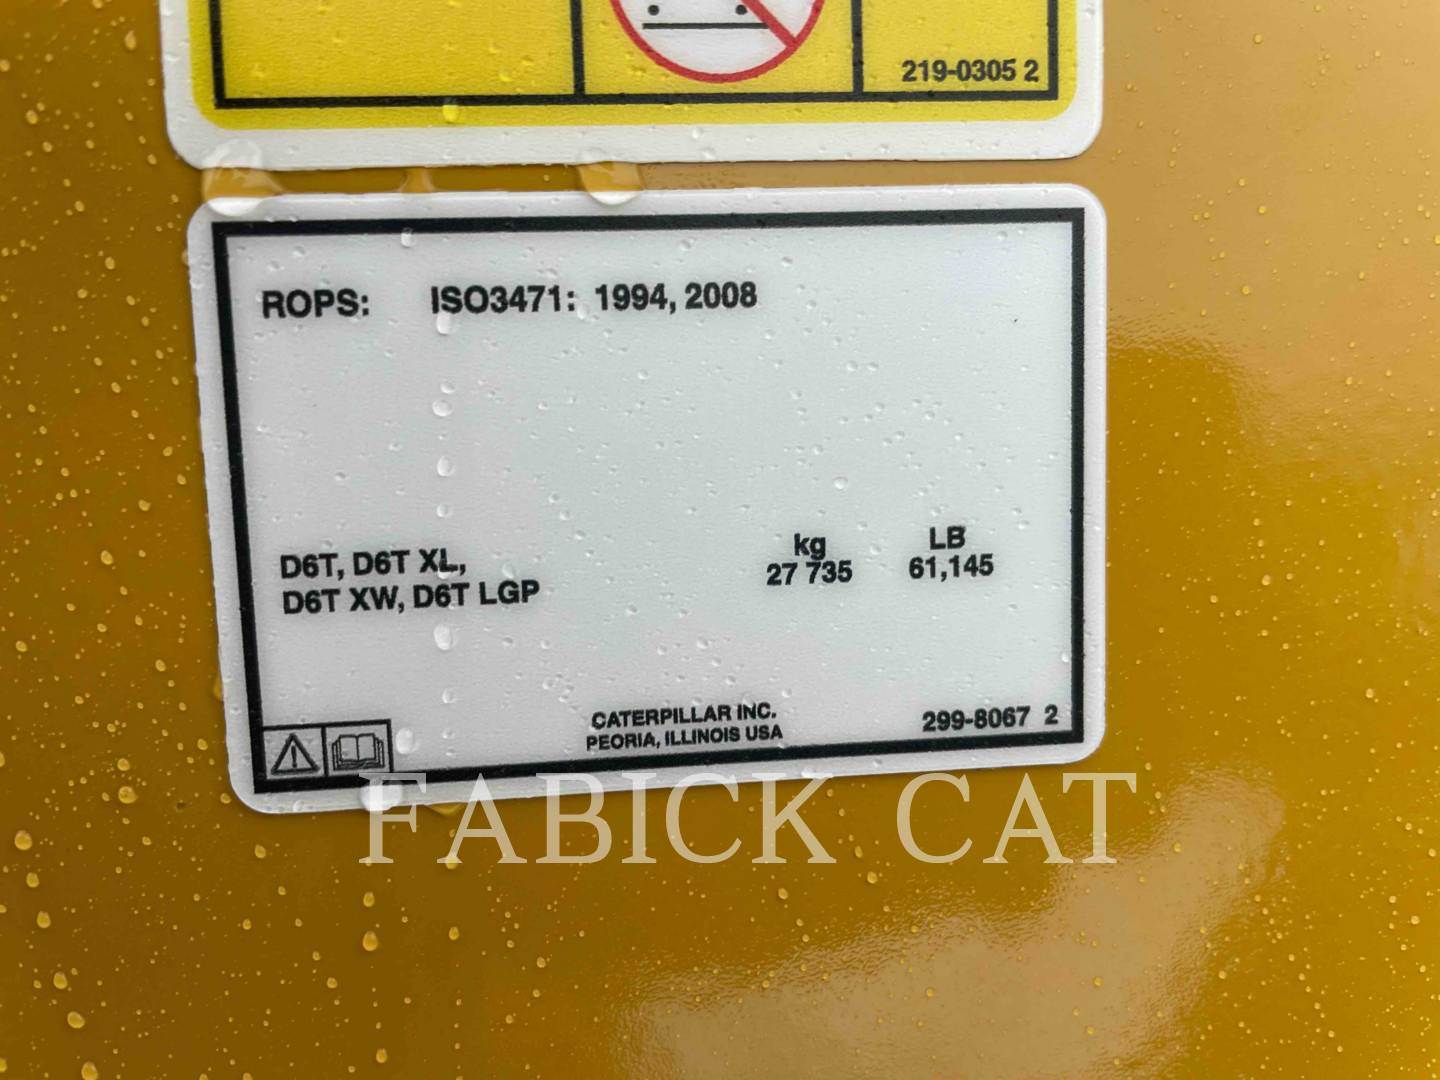 219-0305 2
ROPS: ISO3471: 1994, 2008
kg LB
D6T, D6T XL, 27 735 61,145
D6T XW, D6T LGP
CATERPILLAR INC. 299-8067 2
PEORIA, ILLINOIS USA
FABICK CAT